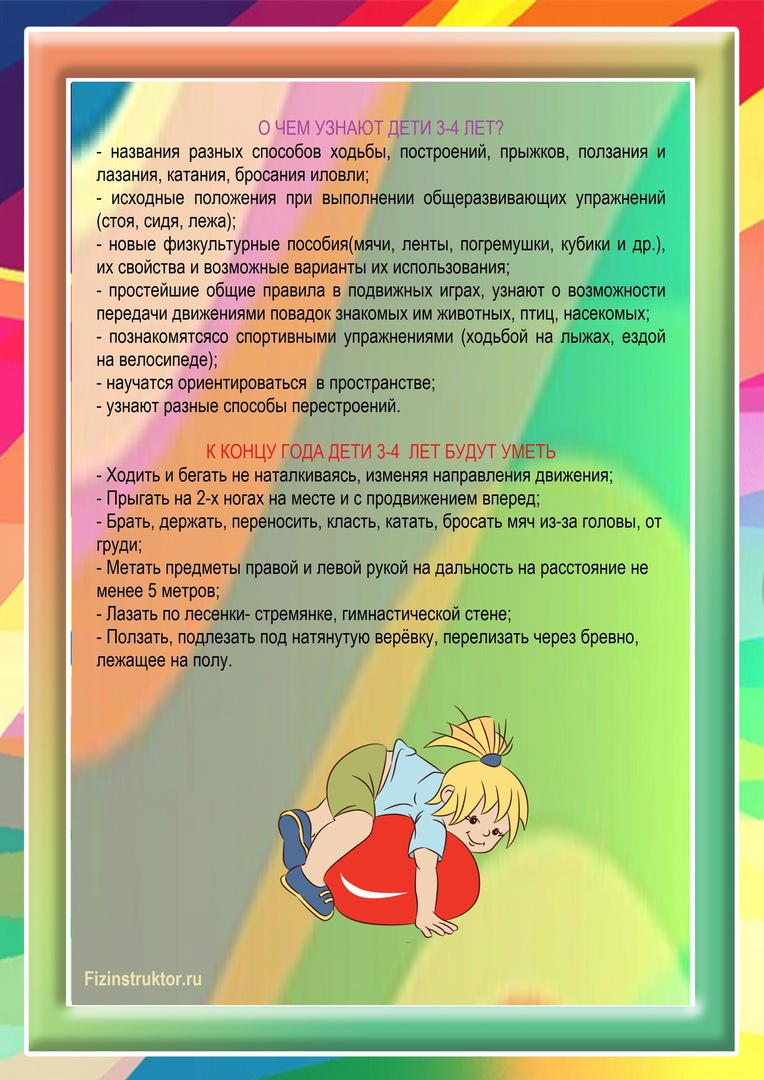 О ЧЕМ УЗНАЮТ ДЕТИ 3-4 ЛЕТ?
- названия разных способов ходьбы, построений, прыжков, ползания и
лазания, катания, бросания иловли;
- исходные положения при выполнении общеразвивающих упражнений
(стоя, сидя, лежа);
- новые физкультурные пособия(мячи, ленты, погремушки, кубики и др.),
их свойства и возможные варианты их использования;
- простейшие общие правила в подвижных играх, узнают о возможности
передачи движениями повадок знакомых им животных, птиц, насекомых;
- познакомятсясо спортивными упражнениями (ходьбой на лыжах, ездой
на велосипеде);
- научатся ориентироваться  в пространстве;
- узнают разные способы перестроений.
К КОНЦУ ГОДА ДЕТИ 3-4  ЛЕТ БУДУТ УМЕТЬ
- Ходить и бегать не наталкиваясь, изменяя направления движения;
- Прыгать на 2-х ногах на месте и с продвижением вперед;
- Брать, держать, переносить, класть, катать, бросать мяч из-за головы, от
груди;
- Метать предметы правой и левой рукой на дальность на расстояние не
менее 5 метров;
- Лазать по лесенки- стремянке, гимнастической стене;
- Ползать, подлезать под натянутую верёвку, перелизать через бревно,
лежащее на полу.
Fizinstruktor.ru